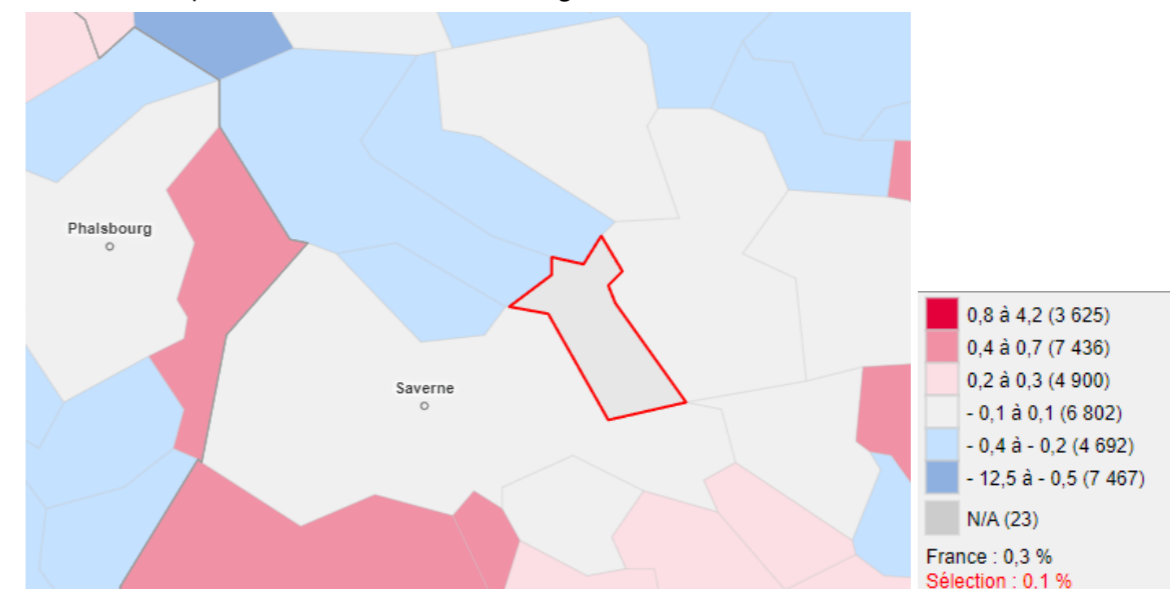 Phalsbourg
Saverne
0,8 à 4,2 (3 625)
0,4 à 0,7 (7 436)
0,2 à 0,3 (4 900)
- 0,1 à 0,1 (6 802)
- 0,4 à - 0,2 (4 692)
- 12,5 à - 0,5 (7 467)
N/A (23)
France : 0,3 %
Sélection : 0,1 %